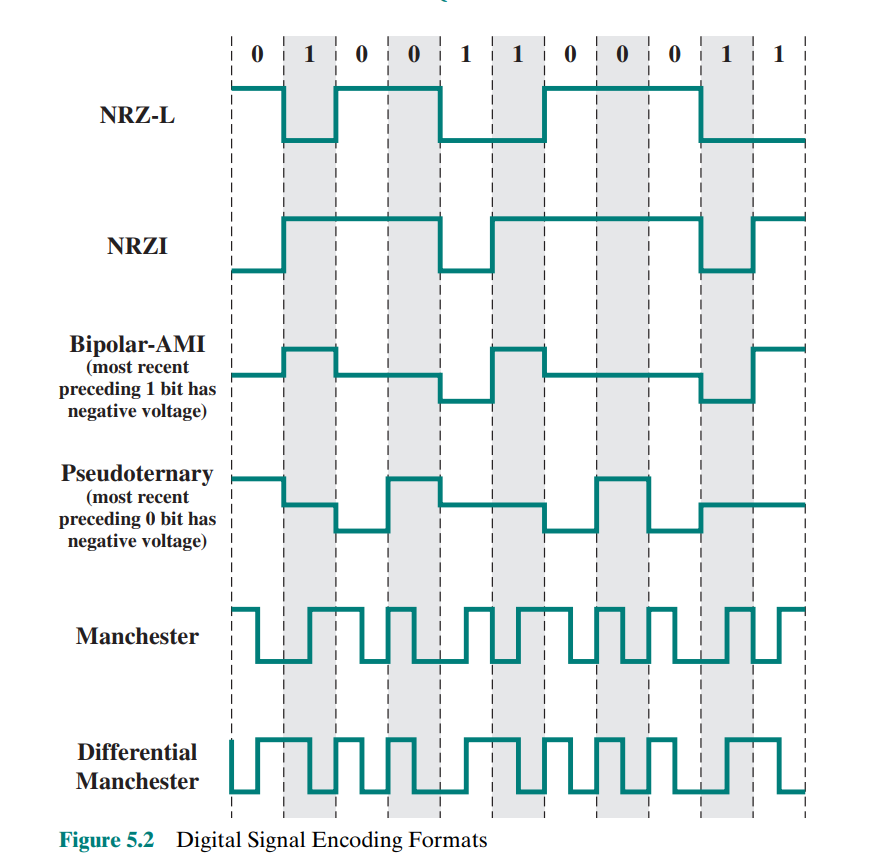 0 1 0 0 1 1 0 0 0 1 1
NRZ-L
NRZI
Bipolar-AMI
(most recent
preceding 1 bit has
negative voltage)
Pseudoternary
(most recent
preceding 0 bit has
negative voltage)
Manchester
Differential
Manchester
Figure 5.2 Digital Signal Encoding Formats